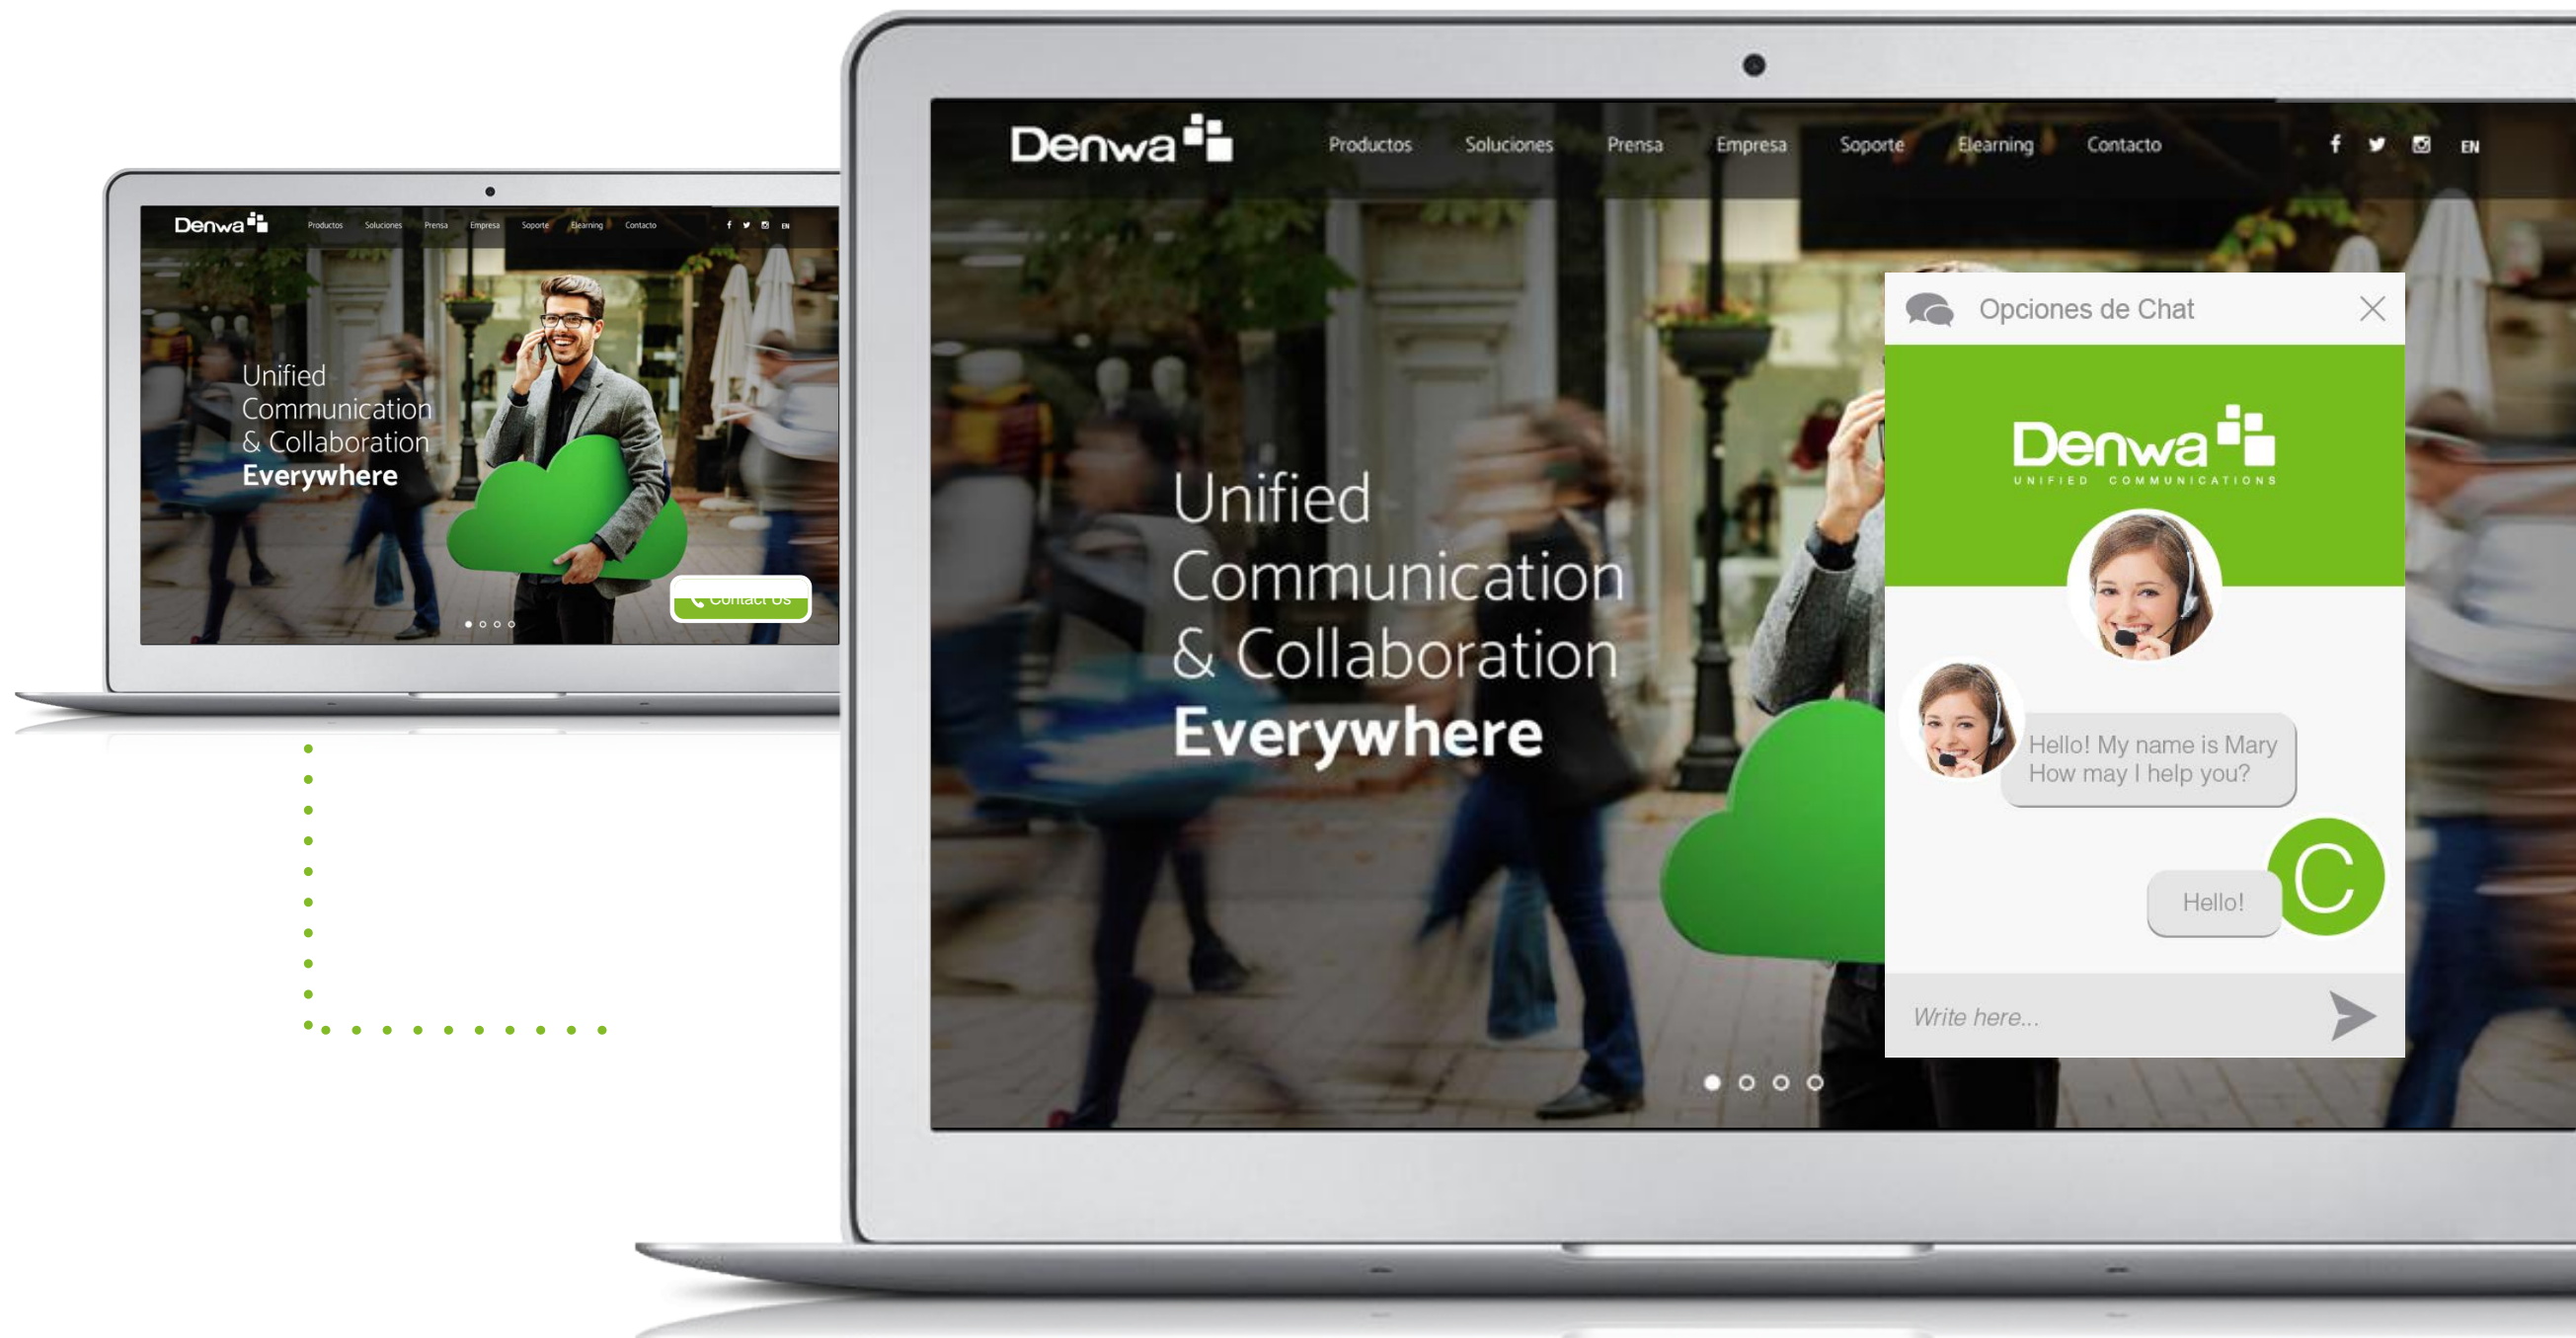 Denwa
Productos Soluciones Prensa Empresa Soporte Elearning Contacto EN
Unified
Communication
& Collaboration
Everywhere
Contact Us
Denwa
Productos Soluciones Prensa Empresa Soporte Elearning Contacto EN
Unified
Communication
& Collaboration
Everywhere
Opciones de Chat
Denwa
UNIFIED COMMUNICATIONS
Hello! My name is Mary
How may I help you?
C
Hello!
Write here...